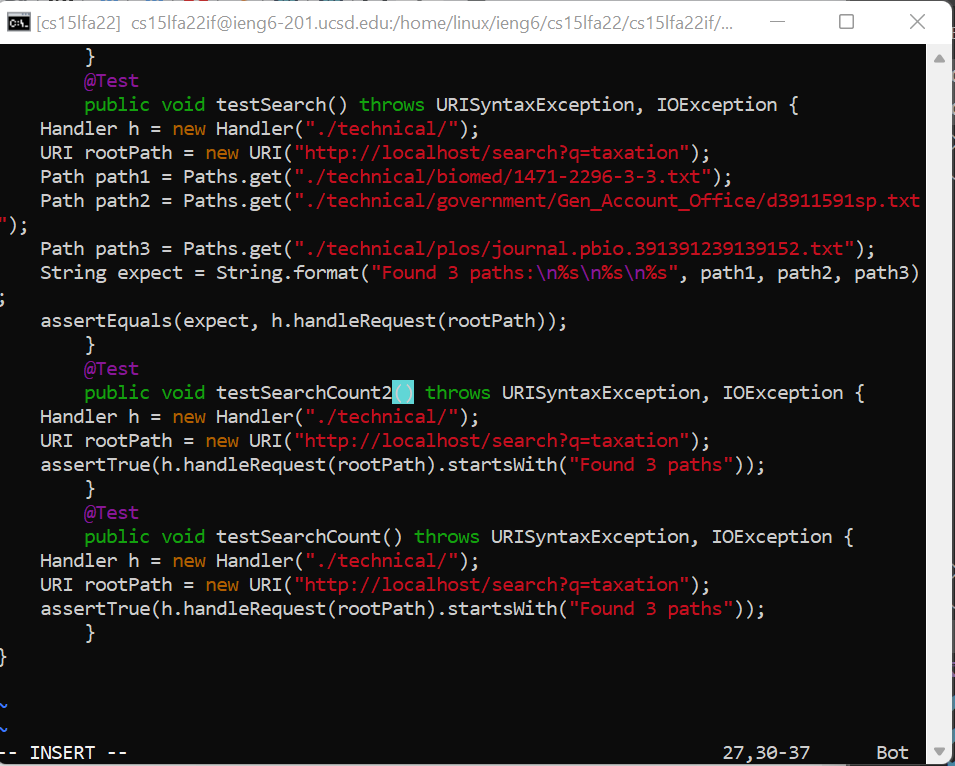 [cs15lfa22] cs15lfa22if@ieng6-201.ucsd.edu:/home/linux/ieng6/cs15lfa22/cs15lfa22if/...
}
@Test
public void testSearch() throws URISyntaxException, IOException {
Handler h = new Handler("./technical/");
URI rootPath = new URI("http://localhost/search?q=taxation");
Path path1 = Paths.get("./technical/biomed/1471-2296-3-3.txt");
Path path2 = Paths.get("./technical/government/Gen_Account_Office/d3911591sp.txt
");
Path path3 = Paths.get("./technical/plos/journal.pbio.391391239139152.txt");
String expect = String.format("Found 3 paths:\n%s\n%s\n%s", path1, path2, path3)
;
assertEquals(expect, h.handleRequest(rootPath));
}
@Test
public void testSearchCount2() throws URISyntaxException, IOException {
Handler h = new Handler("./technical/");
URI rootPath = new URI("http://localhost/search?q=taxation");
assertTrue(h.handleRequest(rootPath).startsWith("Found 3 paths"));
}
@Test
public void testSearchCount() throws URISyntaxException, IOException {
Handler h = new Handler("./technical/");
URI rootPath = new URI("http://localhost/search?q=taxation");
assertTrue(h.handleRequest(rootPath).startsWith("Found 3 paths"));
}
}
~
~
-- INSERT -- 27,30-37 Bot